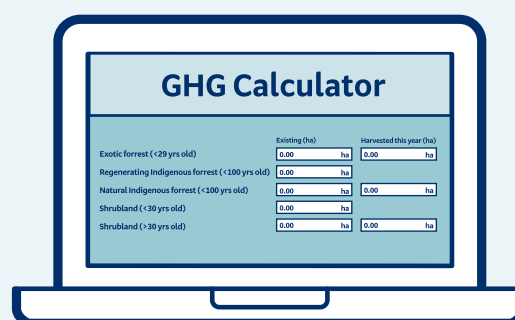 GHG Calculator
Existing (ha) Harvested this year (ha)
Exotic forrest (<29 yrs old) 0.00 ha 0.00 ha
Regenerating Indigenous forrest (<100 yrs old) 0.00 ha
Natural Indigenous forrest (<100 yrs old) 0.00 ha 0.00 ha
Shrubland (<30 yrs old) 0.00 ha
Shrubland (>30 yrs old) 0.00 ha 0.00 ha